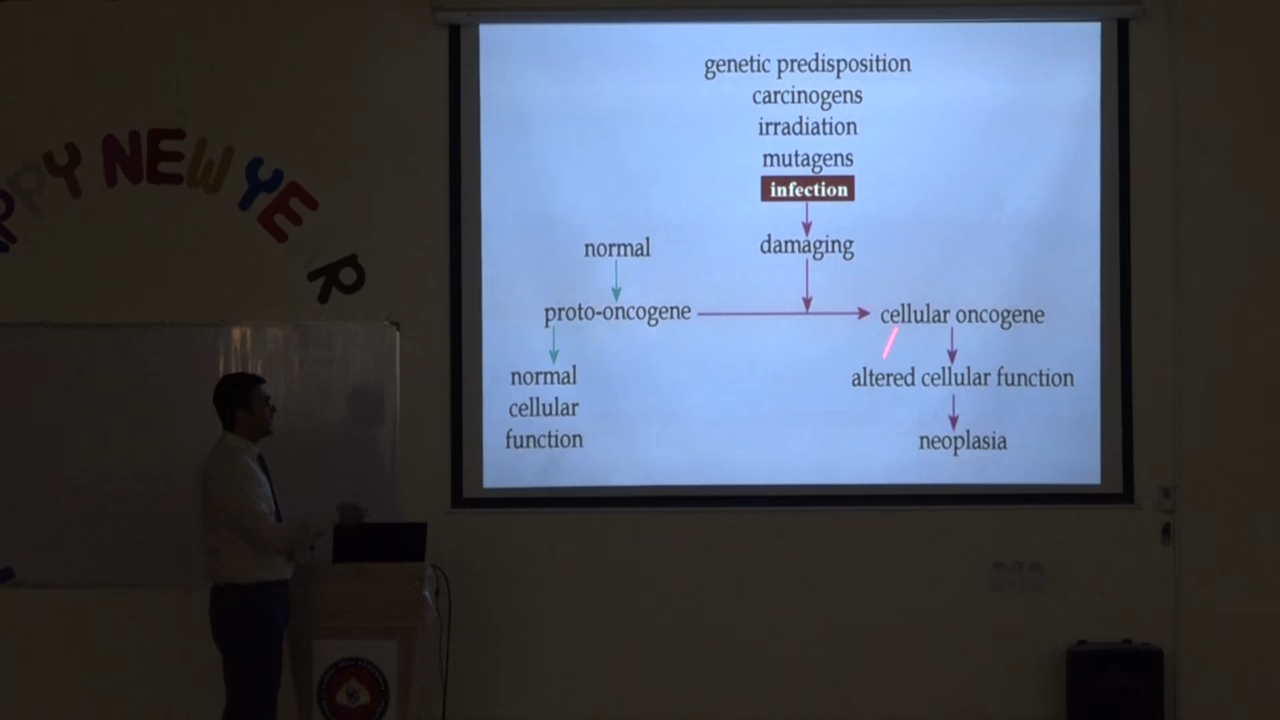 PPY NEW YE R
genetic predisposition
carcinogens
irradiation
mutagens
infection
normal
damaging
proto-oncogene
cellular oncogene
normal
cellular
function
altered cellular function
neoplasia